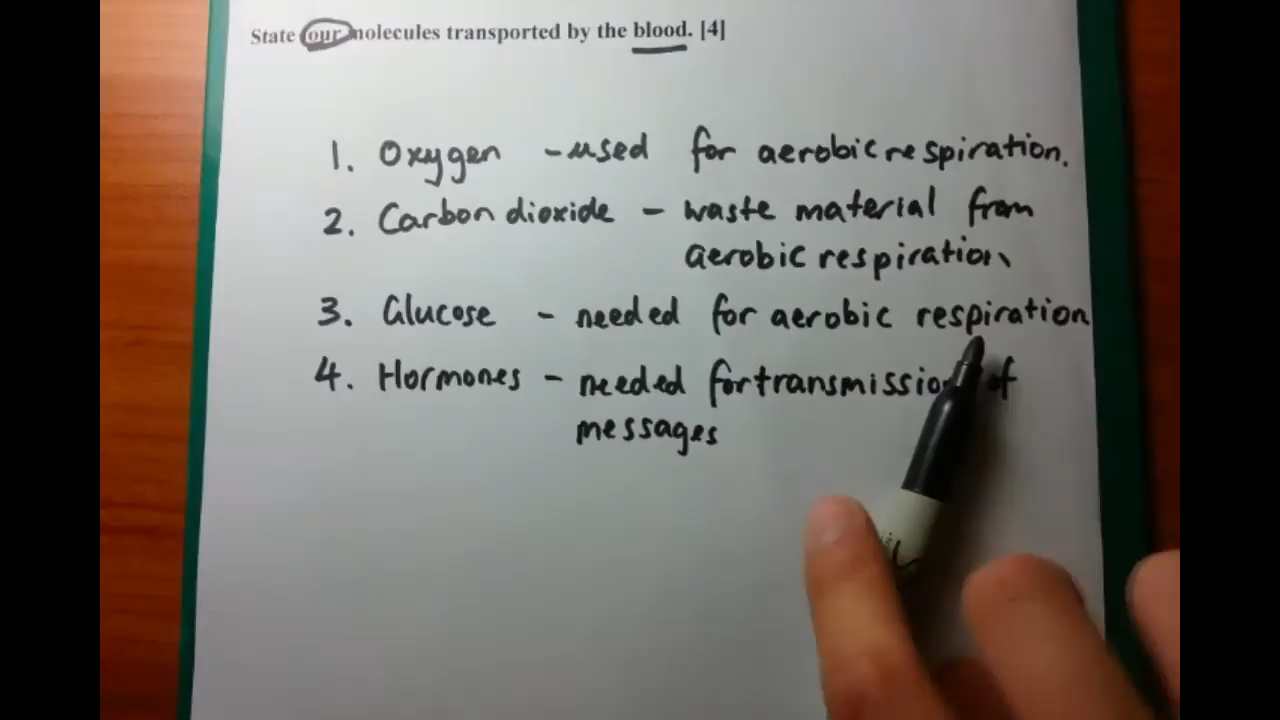 State four molecules transported by the blood. [4]
1. Oxygen - used for aerobic respiration.
2. Carbon dioxide - waste material from
aerobic respiration
3. Glucose - needed for aerobic respiration
4. Hormones - needed for transmission of
messages